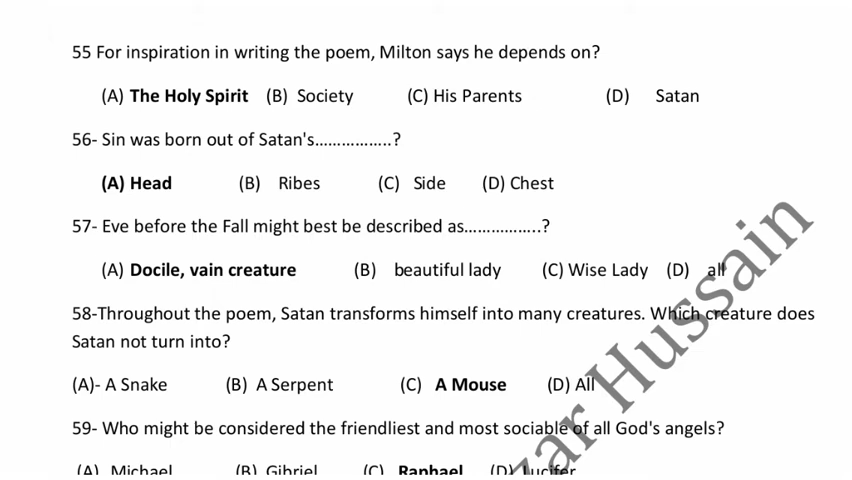 55 For inspiration in writing the poem, Milton says he depends on?
(A) The Holy Spirit (B) Society (C) His Parents (D) Satan
56- Sin was born out of Satan's……………..?
(A) Head (B) Ribes (C) Side (D) Chest
57- Eve before the Fall might best be described as……………..?
(A) Docile, vain creature (B) beautiful lady (C) Wise Lady (D) all
58-Throughout the poem, Satan transforms himself into many creatures. Which creature does
Satan not turn into?
(A)- A Snake (B) A Serpent (C) A Mouse (D) All
59- Who might be considered the friendliest and most sociable of all God's angels?
(A) Michael (B) Gibriel (C) Raphael (D) Lucifer
zar Hussain